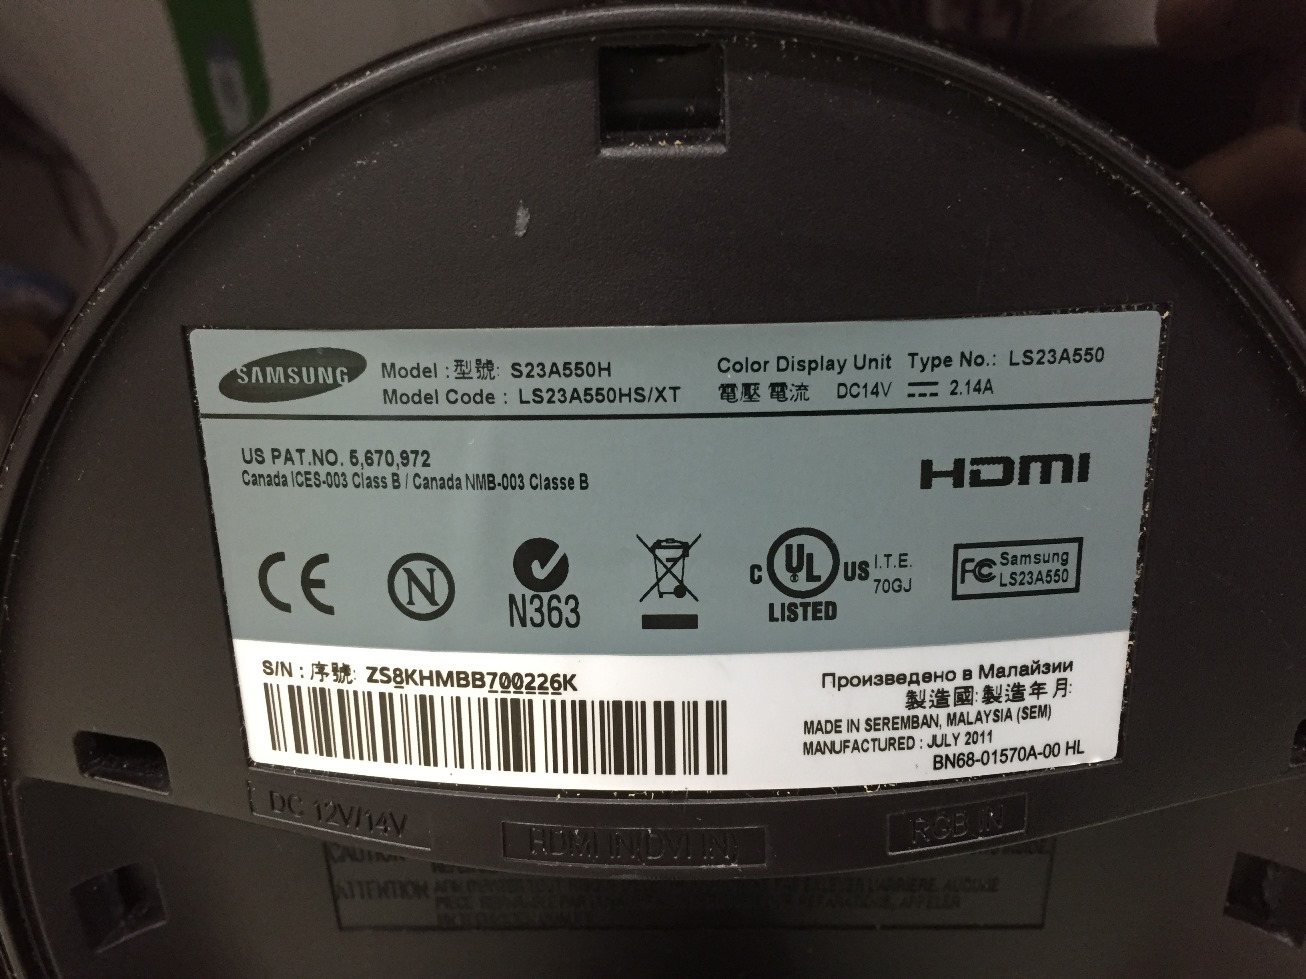 SAMSUNG
Model : 型號: S23A550H
Model Code : LS23A550HS/XT
Color Display Unit Type No.: LS23A550
電壓 電流 DC14V 2.14A
US PAT.NO. 5,670,972
Canada ICES-003 Class B / Canada NMB-003 Classe B
HDMI
CE
N
N363
C UL US
LISTED
I.T.E.
70GJ
FC Samsung
LS23A550
S/N : 序號: ZS8KHMBB700226K
Произведено в Малайзии
製造國: 製造年月:
MADE IN SEREMBAN, MALAYSIA (SEM)
MANUFACTURED : JULY 2011
BN68-01570A-00 HL
DC 12V/14V
HDMI IN(DVI IN)
RGB IN
CAUTION
ATTENTION